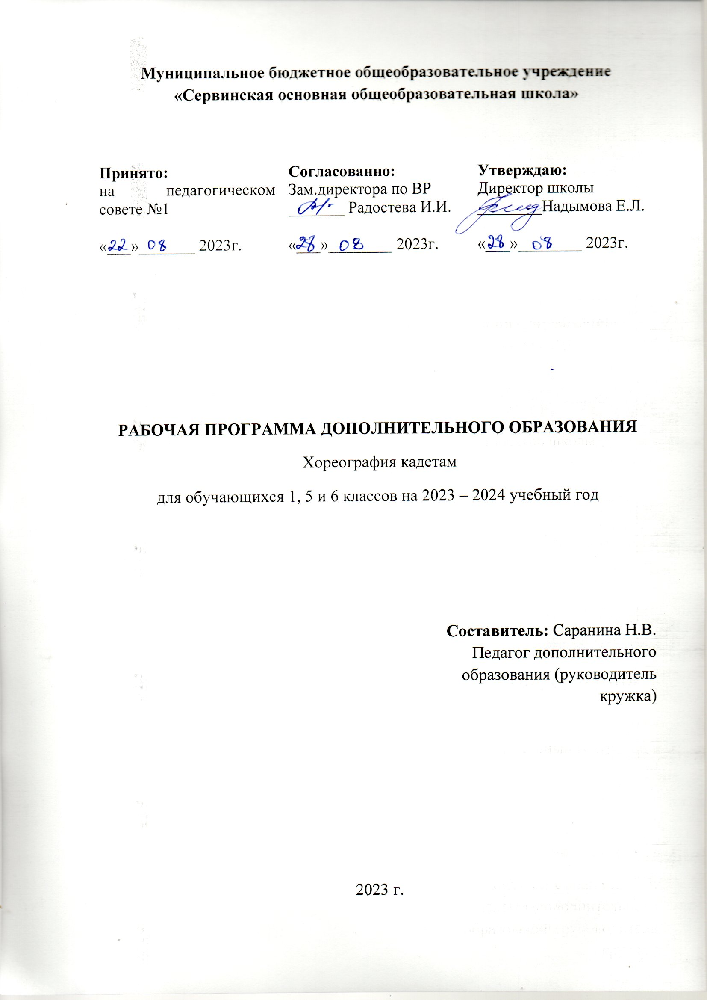 Муниципальное бюджетное общеобразовательное учреждение
«Сервинская основная общеобразовательная школа»
Принято:
на педагогическом
совете №1
«22» 08 2023г.
Согласованно:
Зам.директора по ВР
Радостева И.И.
«28» 08 2023г.
Утверждаю:
Директор школы
Надымова Е.Л.
«28» 08 2023г.
РАБОЧАЯ ПРОГРАММА ДОПОЛНИТЕЛЬНОГО ОБРАЗОВАНИЯ
Хореография кадетам
для обучающихся 1, 5 и 6 классов на 2023 – 2024 учебный год
Составитель: Саранина Н.В.
Педагог дополнительного
образования (руководитель
кружка)
2023 г.